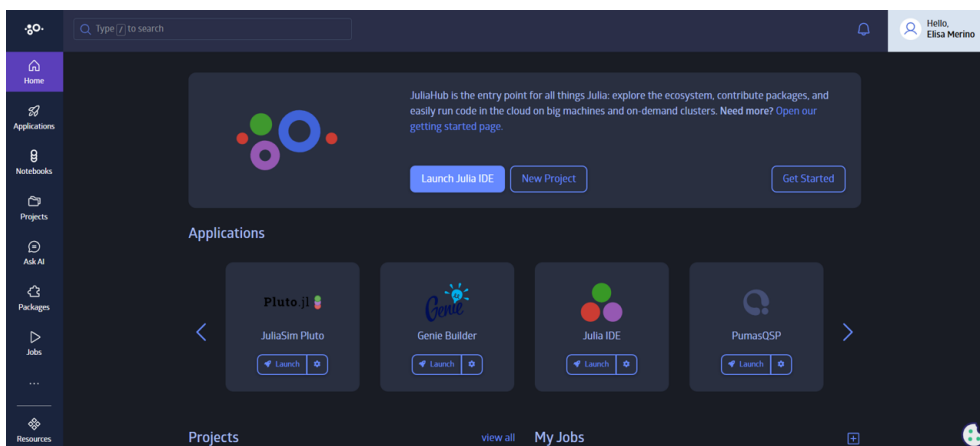 Type / to search
Hello,
Elisa Merino
Home
Applications
Notebooks
Projects
Ask AI
Packages
Jobs
...
Resources
JuliaHub is the entry point for all things Julia: explore the ecosystem, contribute packages, and
easily run code in the cloud on big machines and on-demand clusters. Need more? Open our
getting started page.
Launch Julia IDE
New Project
Get Started
Applications
Pluto.jl
JuliaSim Pluto
Launch
Genie
Genie Builder
Launch
Julia IDE
Launch
PumasQSP
Launch
Projects
view all
My Jobs